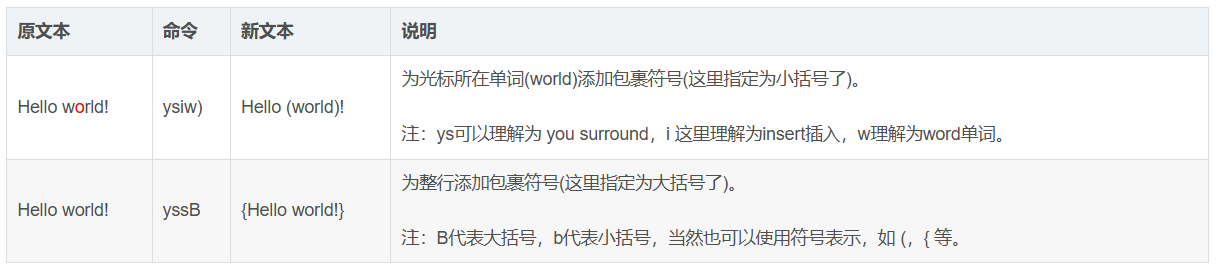 原文本 命令 新文本 说明
为光标所在单词(world)添加包裹符号(这里指定为小括号了)。
Hello world! ysiw) Hello (world)!
注：ys可以理解为 you surround，i 这里理解为insert插入，w理解为word单词。
为整行添加包裹符号(这里指定为大括号了)。
Hello world! yssB {Hello world!}
注：B代表大括号，b代表小括号，当然也可以使用符号表示，如 (，{ 等。